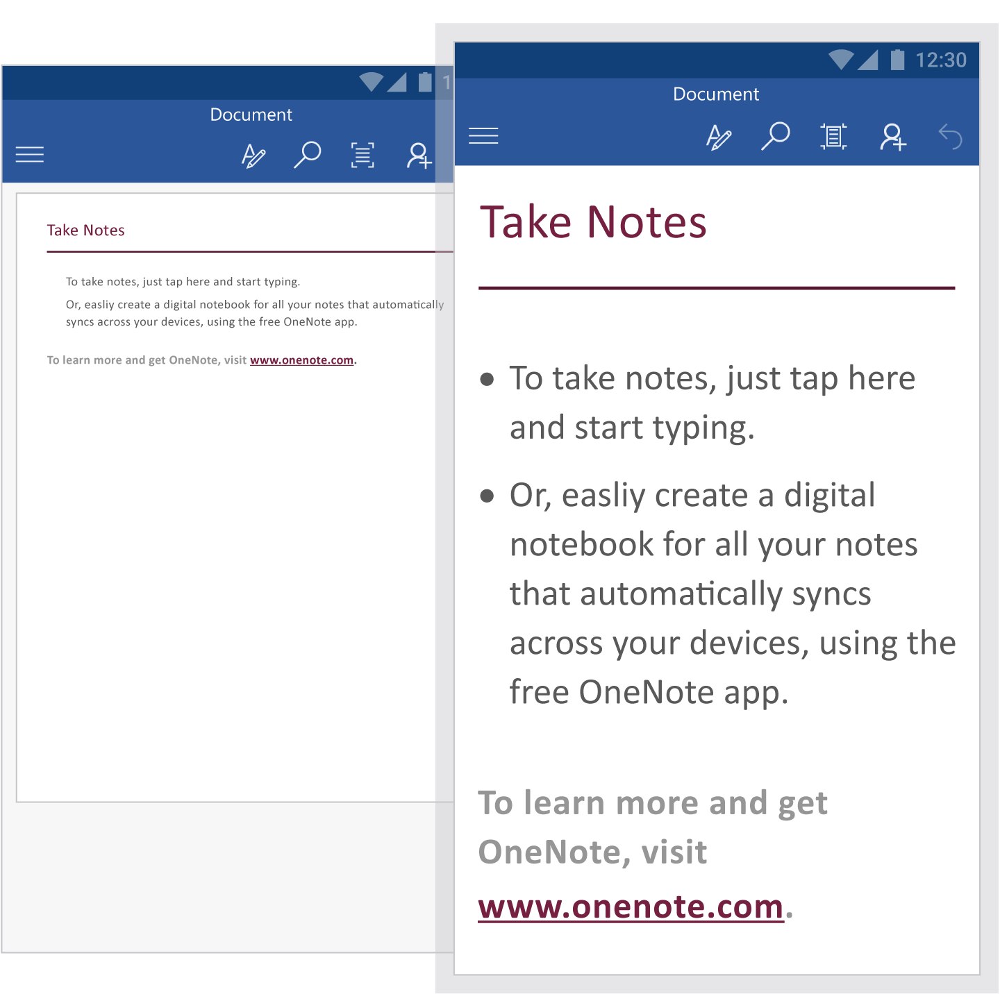 Document
Take Notes
To take notes, just tap here and start typing.
Or, easliy create a digital notebook for all your notes that automatically
syncs across your devices, using the free OneNote app.
To learn more and get OneNote, visit www.onenote.com.
12:30
Document
Take Notes
• To take notes, just tap here
and start typing.
• Or, easliy create a digital
notebook for all your notes
that automatically syncs
across your devices, using the
free OneNote app.
To learn more and get
OneNote, visit
www.onenote.com.